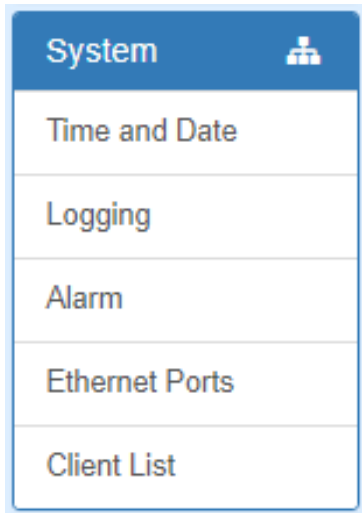 System
Time and Date
Logging
Alarm
Ethernet Ports
Client List